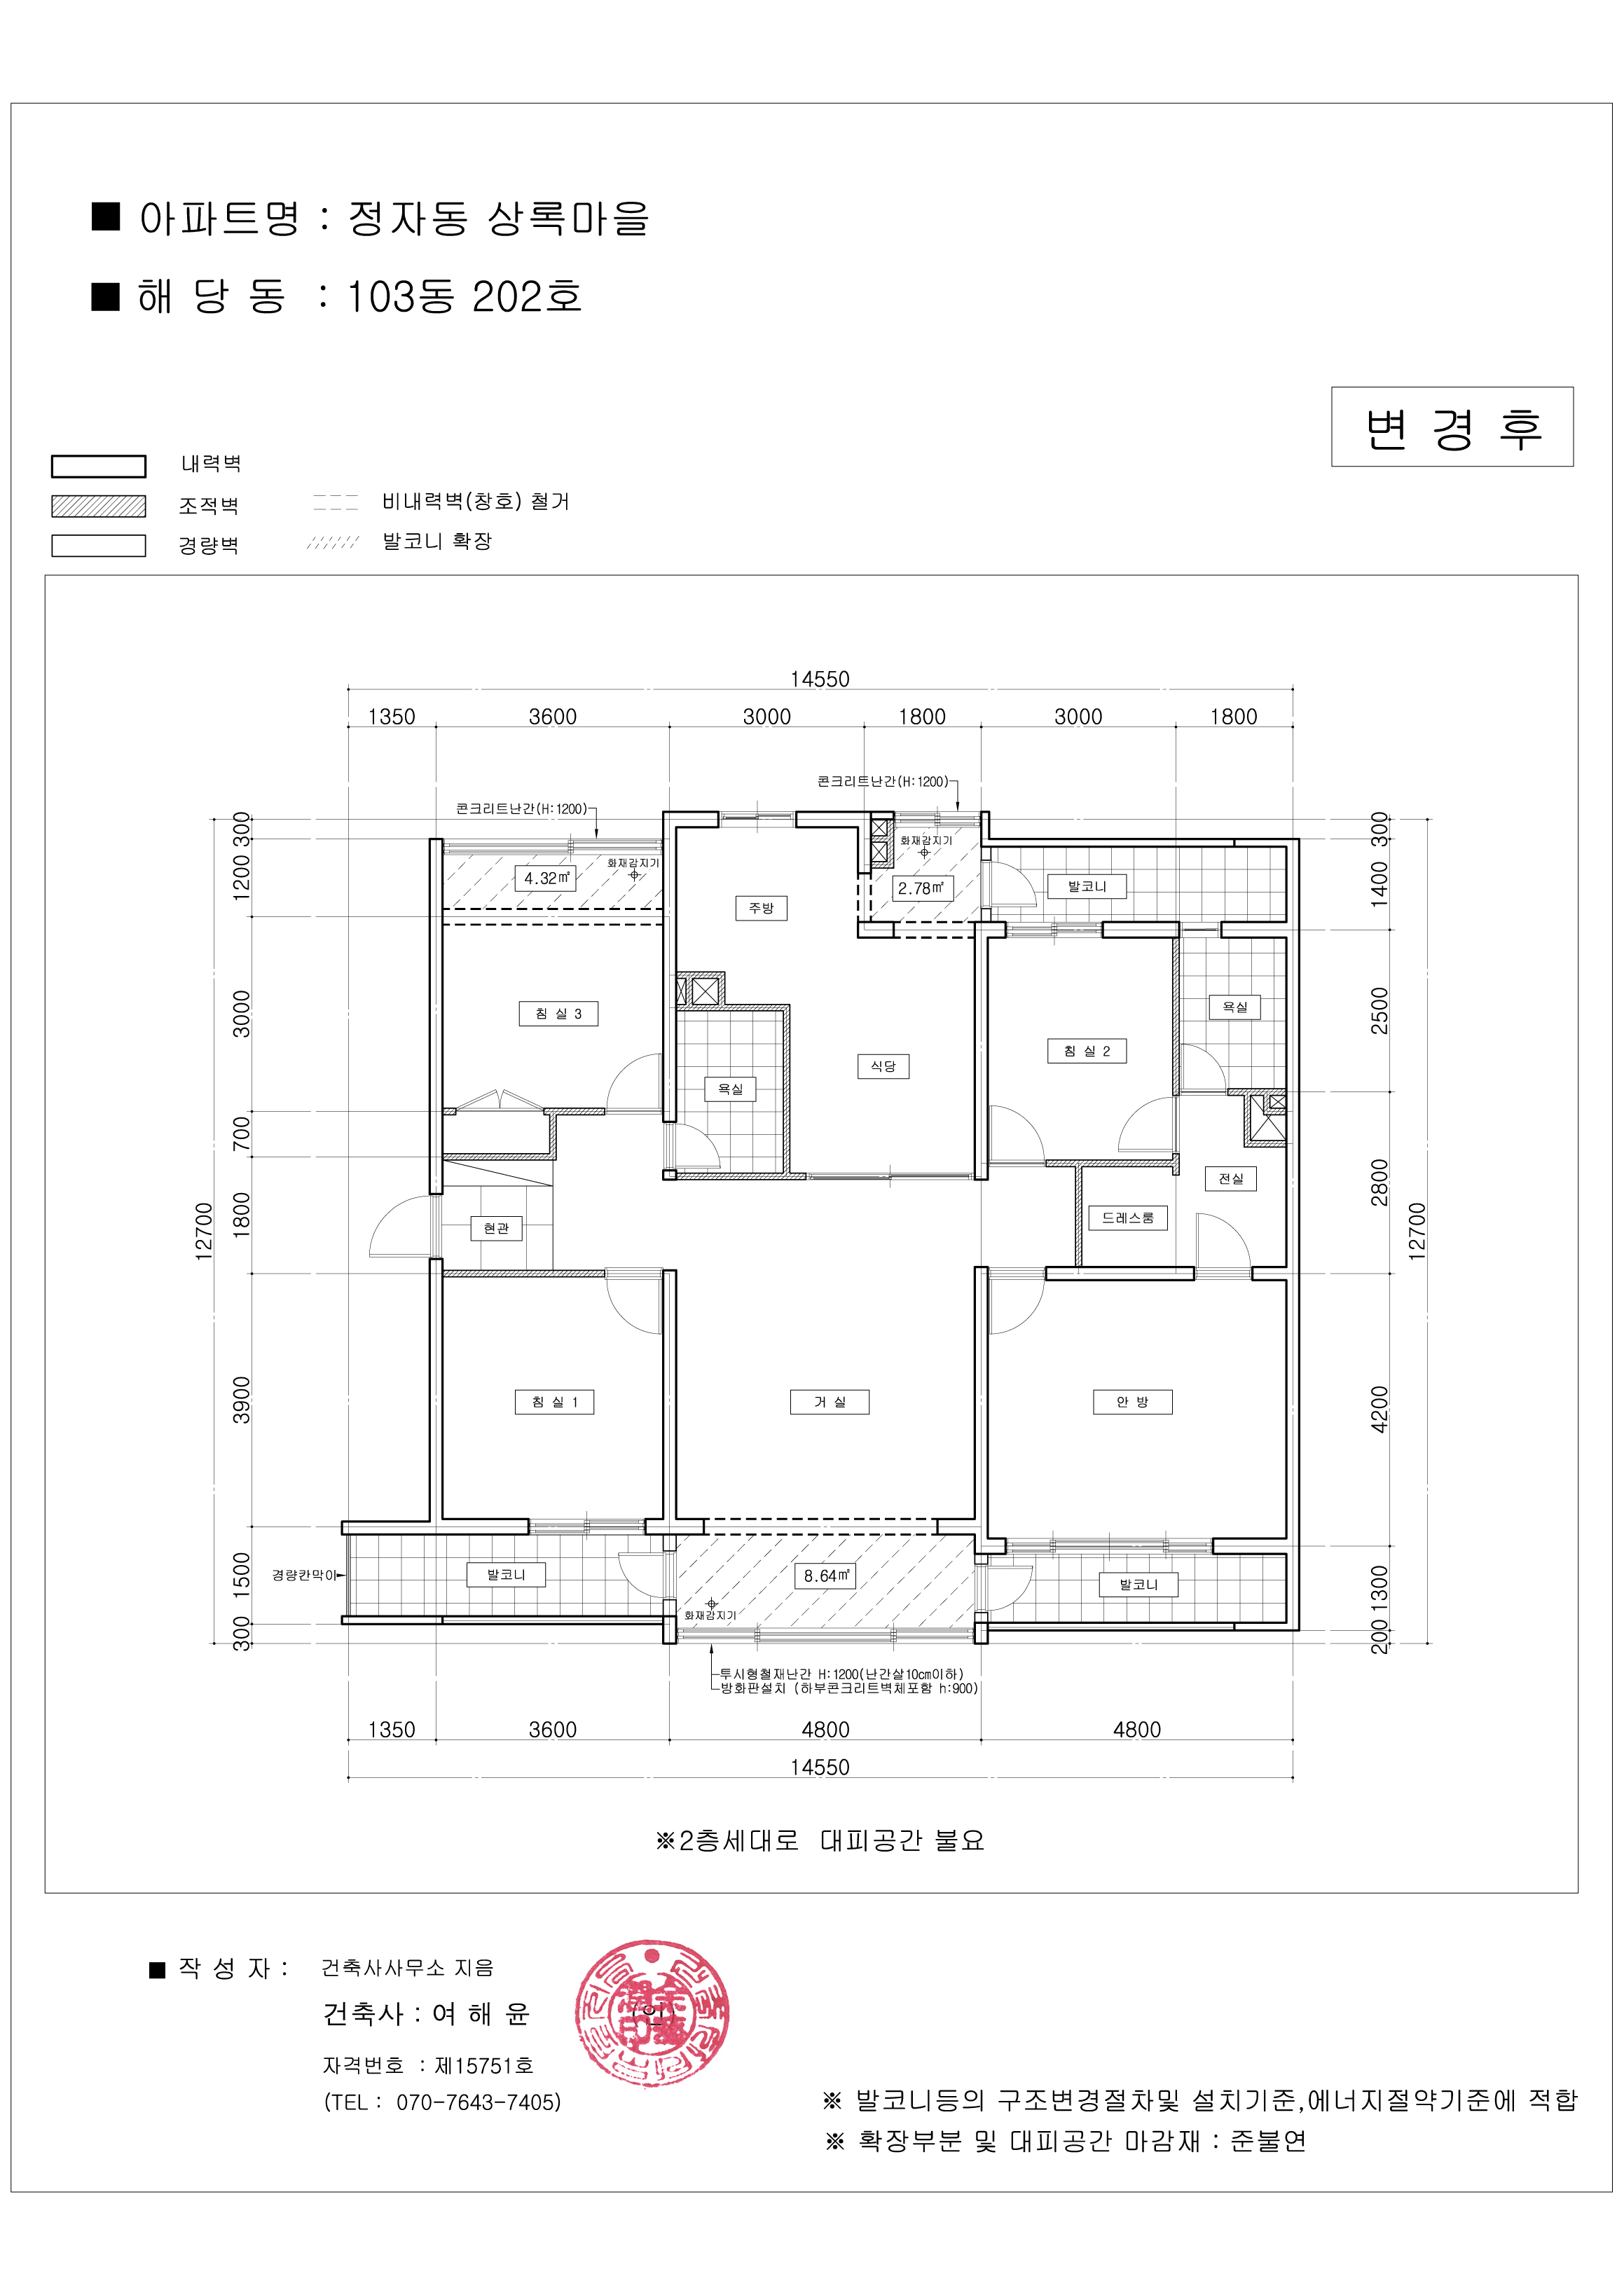 ■ 아파트명 : 정자동 상록마을
■ 해 당 동 : 103동 202호
변 경 후
내력벽
조적벽
경량벽
비내력벽(창호) 철거
발코니 확장
14550
1350 3600 3000 1800 3000 1800
콘크리트난간(H:1200)
콘크리트난간(H:1200)
12700
300
1200
3000
700
1800
3900
1500
300
300
1400
2500
2800
4200
1300
200
12700
화재감지기
4.32㎡
화재감지기
2.78㎡
발코니
주방
침 실 3
욕실
침 실 2
식당
욕실
전실
드레스룸
현관
침 실 1
거 실
안 방
경량칸막이
발코니
8.64㎡
발코니
화재감지기
투시형철재난간 H:1200(난간살10㎝이하)
방화판설치 (하부콘크리트벽체포함 h:900)
1350 3600 4800 4800
14550
※2층세대로 대피공간 불요
■ 작 성 자 : 건축사사무소 지음
건축사 : 여 해 윤 (인)
자격번호 : 제15751호
(TEL : 070-7643-7405)
※ 발코니등의 구조변경절차및 설치기준,에너지절약기준에 적합
※ 확장부분 및 대피공간 마감재 : 준불연